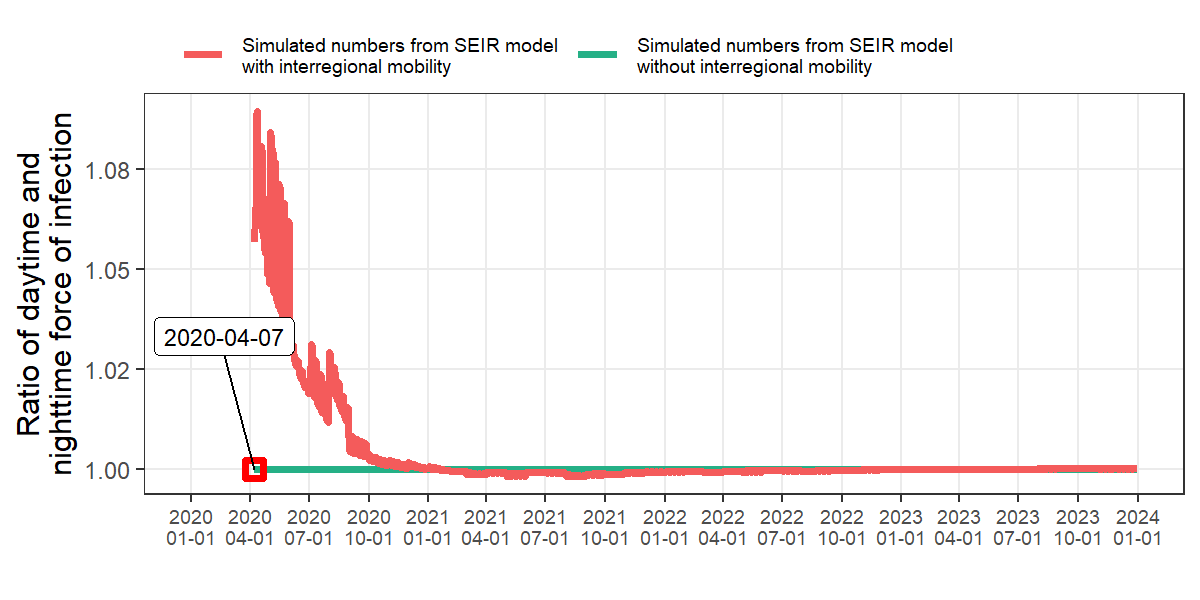 Simulated numbers from SEIR model
with interregional mobility
Simulated numbers from SEIR model
without interregional mobility
Ratio of daytime and
nighttime force of infection
1.08
1.05
1.02
1.00
2020-04-07
2020 2020 2020 2020 2021 2021 2021 2021 2022 2022 2022 2022 2023 2023 2023 2023 2024
01-01 04-01 07-01 10-01 01-01 04-01 07-01 10-01 01-01 04-01 07-01 10-01 01-01 04-01 07-01 10-01 01-01